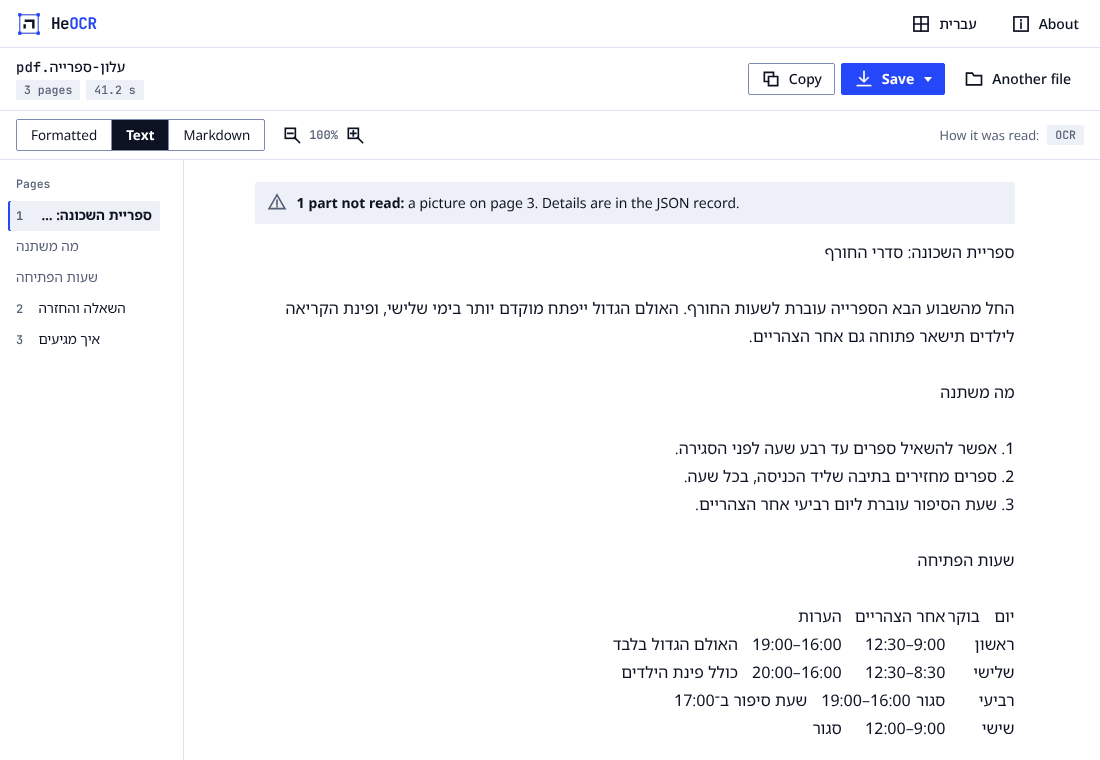 HeOCR
עברית
About
עלון-ספרייה.pdf
3 pages
41.2 s
Copy
Save
Another file
Formatted
Text
Markdown
100%
How it was read: OCR
Pages
1 ספריית השכונה: ...
מה משתנה
שעות הפתיחה
2 השאלה והחזרה
3 איך מגיעים
1 part not read: a picture on page 3. Details are in the JSON record.
ספריית השכונה: סדרי החורף
החל מהשבוע הבא הספרייה עוברת לשעות החורף. האולם הגדול ייפתח מוקדם יותר בימי שלישי, ופינת הקריאה
לילדים תישאר פתוחה גם אחר הצהריים.
מה משתנה
1. אפשר להשאיל ספרים עד רבע שעה לפני הסגירה.
2. ספרים מחזירים בתיבה שליד הכניסה, בכל שעה.
3. שעת הסיפור עוברת ליום רביעי אחר הצהריים.
שעות הפתיחה
יום בוקר אחר הצהריים הערות
ראשון 9:00–12:30 16:00–19:00 האולם הגדול בלבד
שלישי 8:30–12:30 16:00–20:00 כולל פינת הילדים
רביעי סגור 16:00–19:00 שעת סיפור ב־17:00
שישי 9:00–12:00 סגור